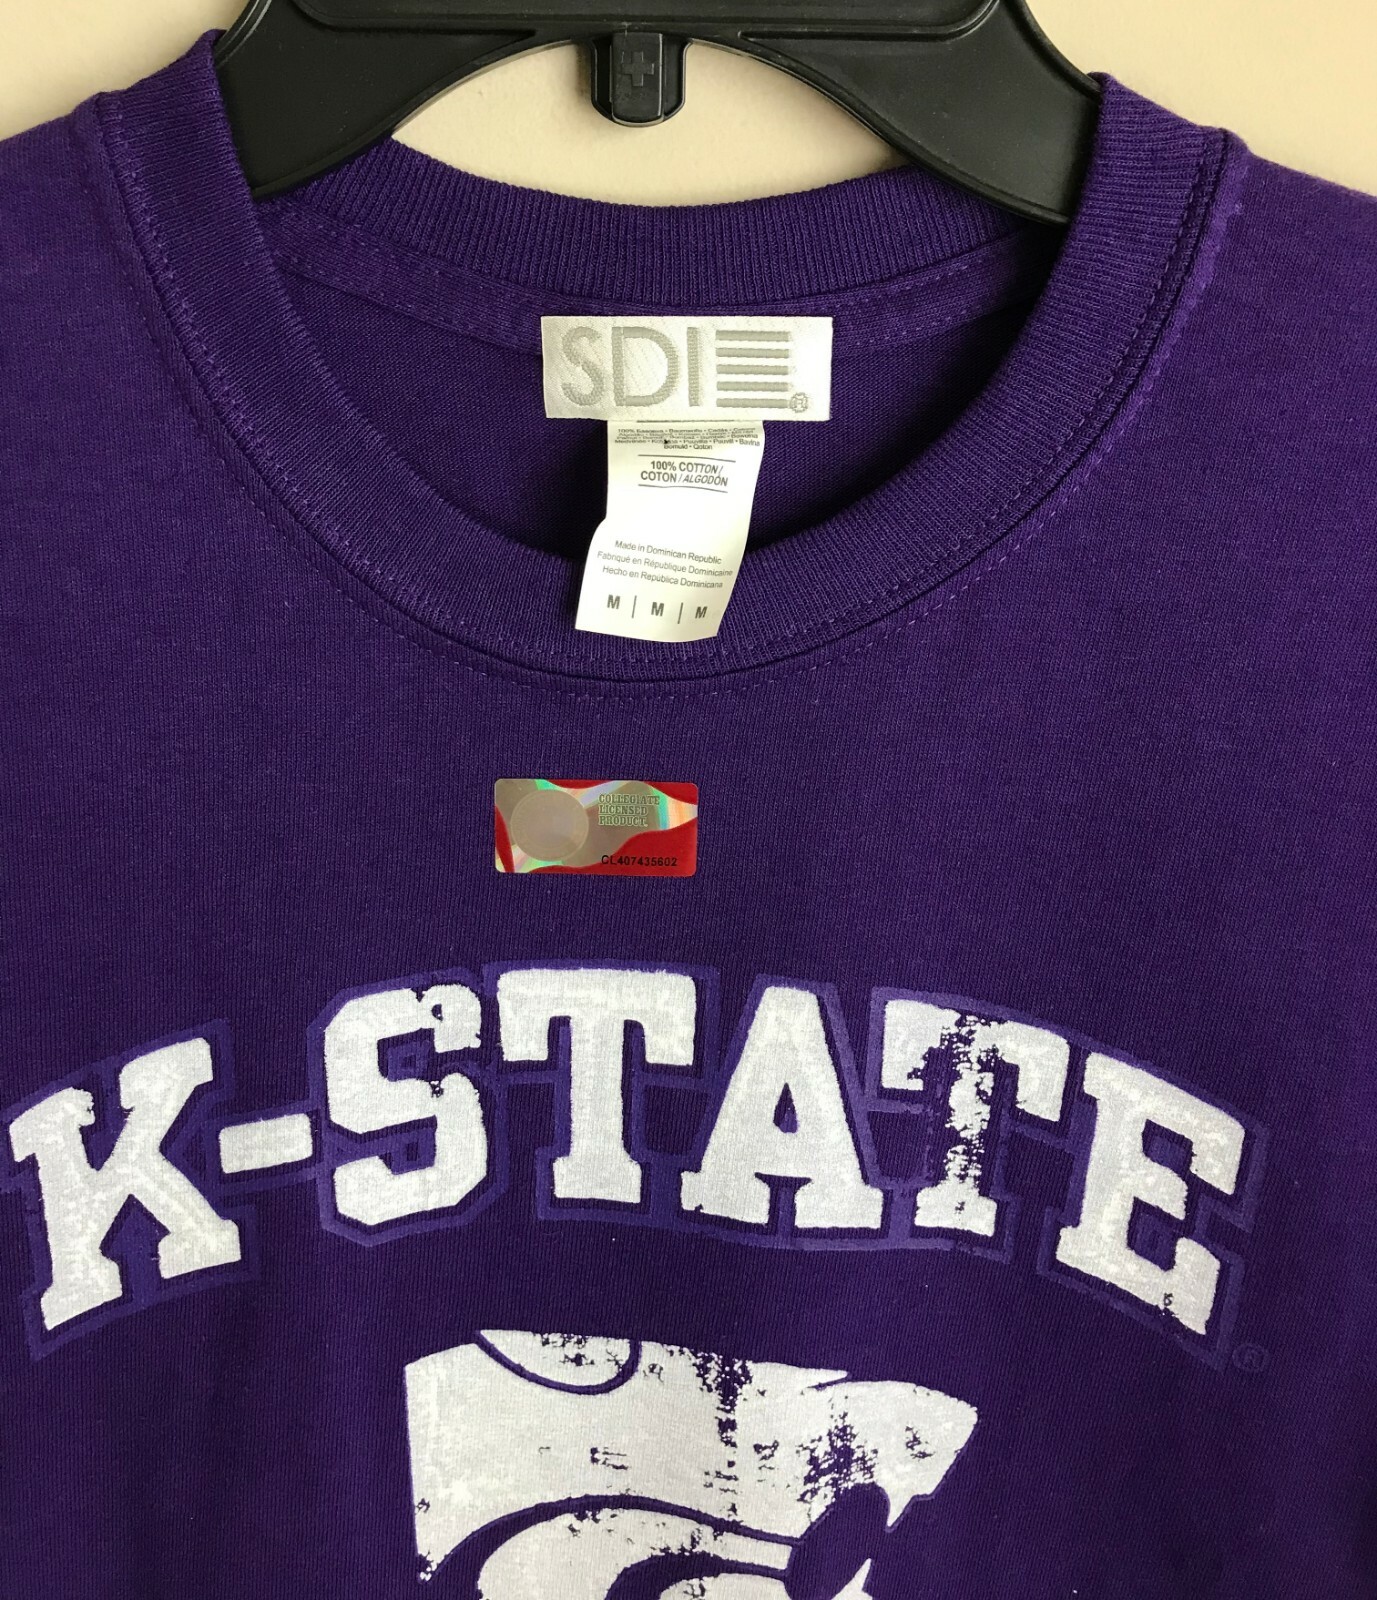 SDI
®
100% COTTON/
COTON/ALGODÓN
Made in Dominican Republic
Fabriqué en République Dominicaine
Hecho en República Dominicana
M | M | M
COLLEGIATE
LICENSED
PRODUCT
CL407435602
K-STATE
®